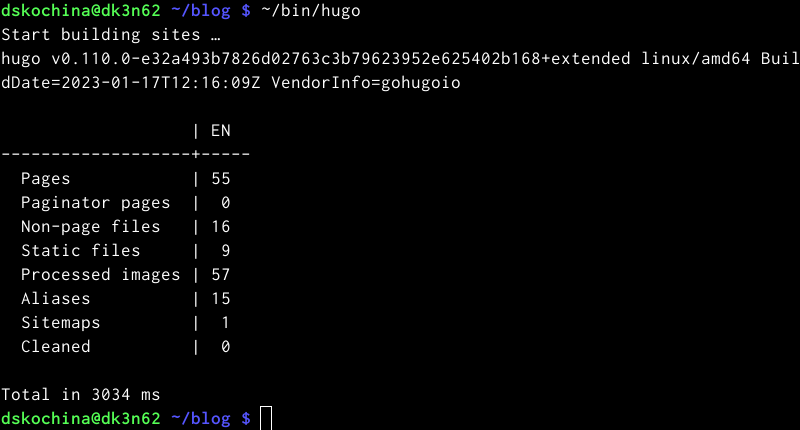 dskochina@dk3n62 ~/blog $ ~/bin/hugo
Start building sites …
hugo v0.110.0-e32a493b7826d02763c3b79623952e625402b168+extended linux/amd64 Buil
dDate=2023-01-17T12:16:09Z VendorInfo=gohugoio

                   | EN
-------------------+-----
  Pages            | 55
  Paginator pages  |  0
  Non-page files   | 16
  Static files     |  9
  Processed images | 57
  Aliases          | 15
  Sitemaps         |  1
  Cleaned          |  0

Total in 3034 ms
dskochina@dk3n62 ~/blog $